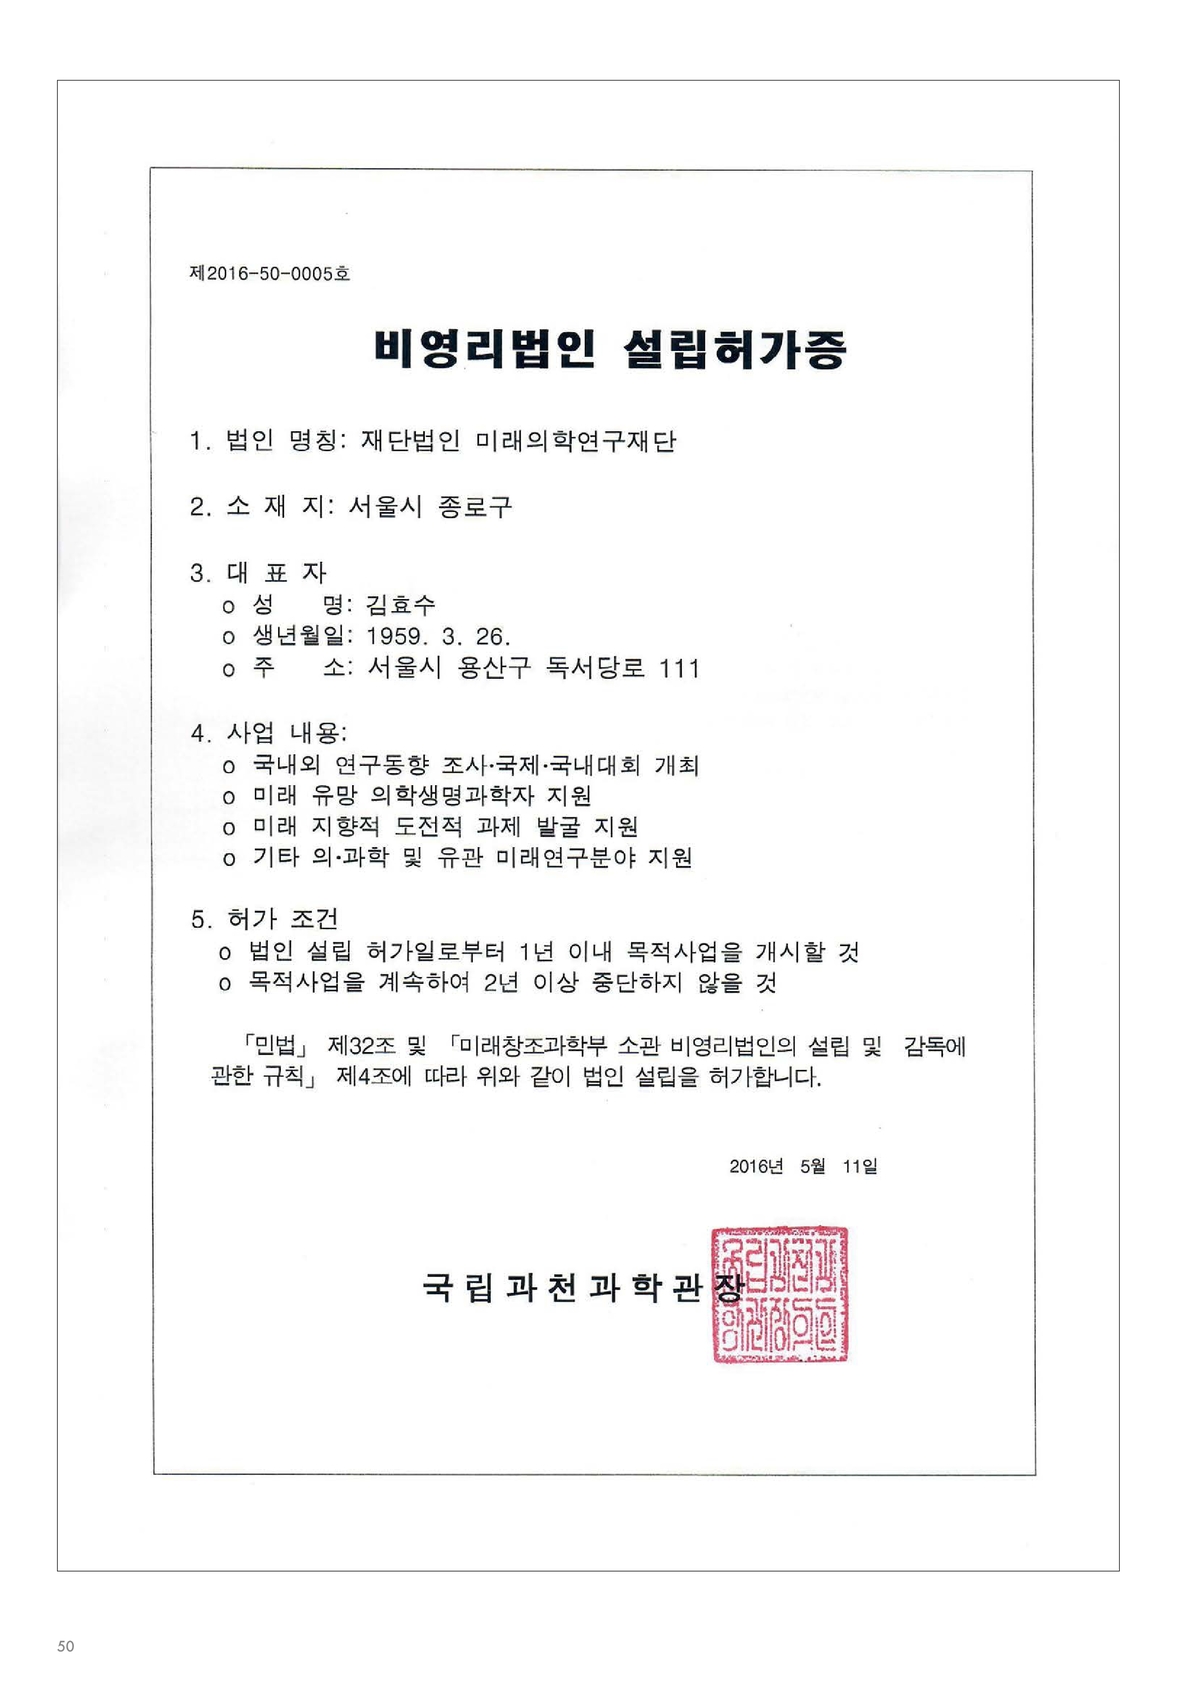 제2016-50-0005호
비영리법인 설립허가증
1. 법인 명칭: 재단법인 미래의학연구재단
2. 소 재 지: 서울시 종로구
3. 대 표 자
o 성 명: 김효수
o 생년월일: 1959. 3. 26.
o 주 소: 서울시 용산구 독서당로 111
4. 사업 내용:
o 국내외 연구동향 조사·국제·국내대회 개최
o 미래 유망 의학생명과학자 지원
o 미래 지향적 도전적 과제 발굴 지원
o 기타 의·과학 및 유관 미래연구분야 지원
5. 허가 조건
o 법인 설립 허가일로부터 1년 이내 목적사업을 개시할 것
o 목적사업을 계속하여 2년 이상 중단하지 않을 것
「민법」 제32조 및 「미래창조과학부 소관 비영리법인의 설립 및 감독에
관한 규칙」 제4조에 따라 위와 같이 법인 설립을 허가합니다.
2016년 5월 11일
국립과천과학관장
50